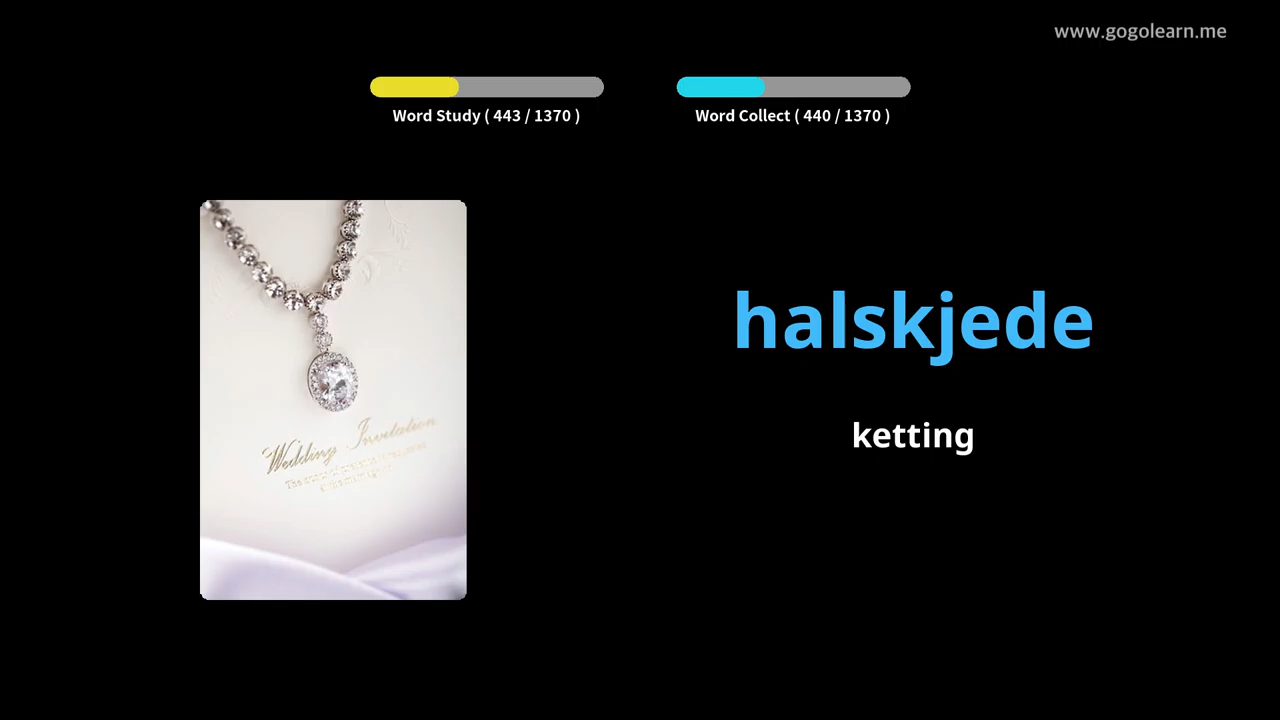 www.gogolearn.me
Word Study ( 443 / 1370 )
Word Collect ( 440 / 1370 )
halskjede
ketting
Wedding Invitation